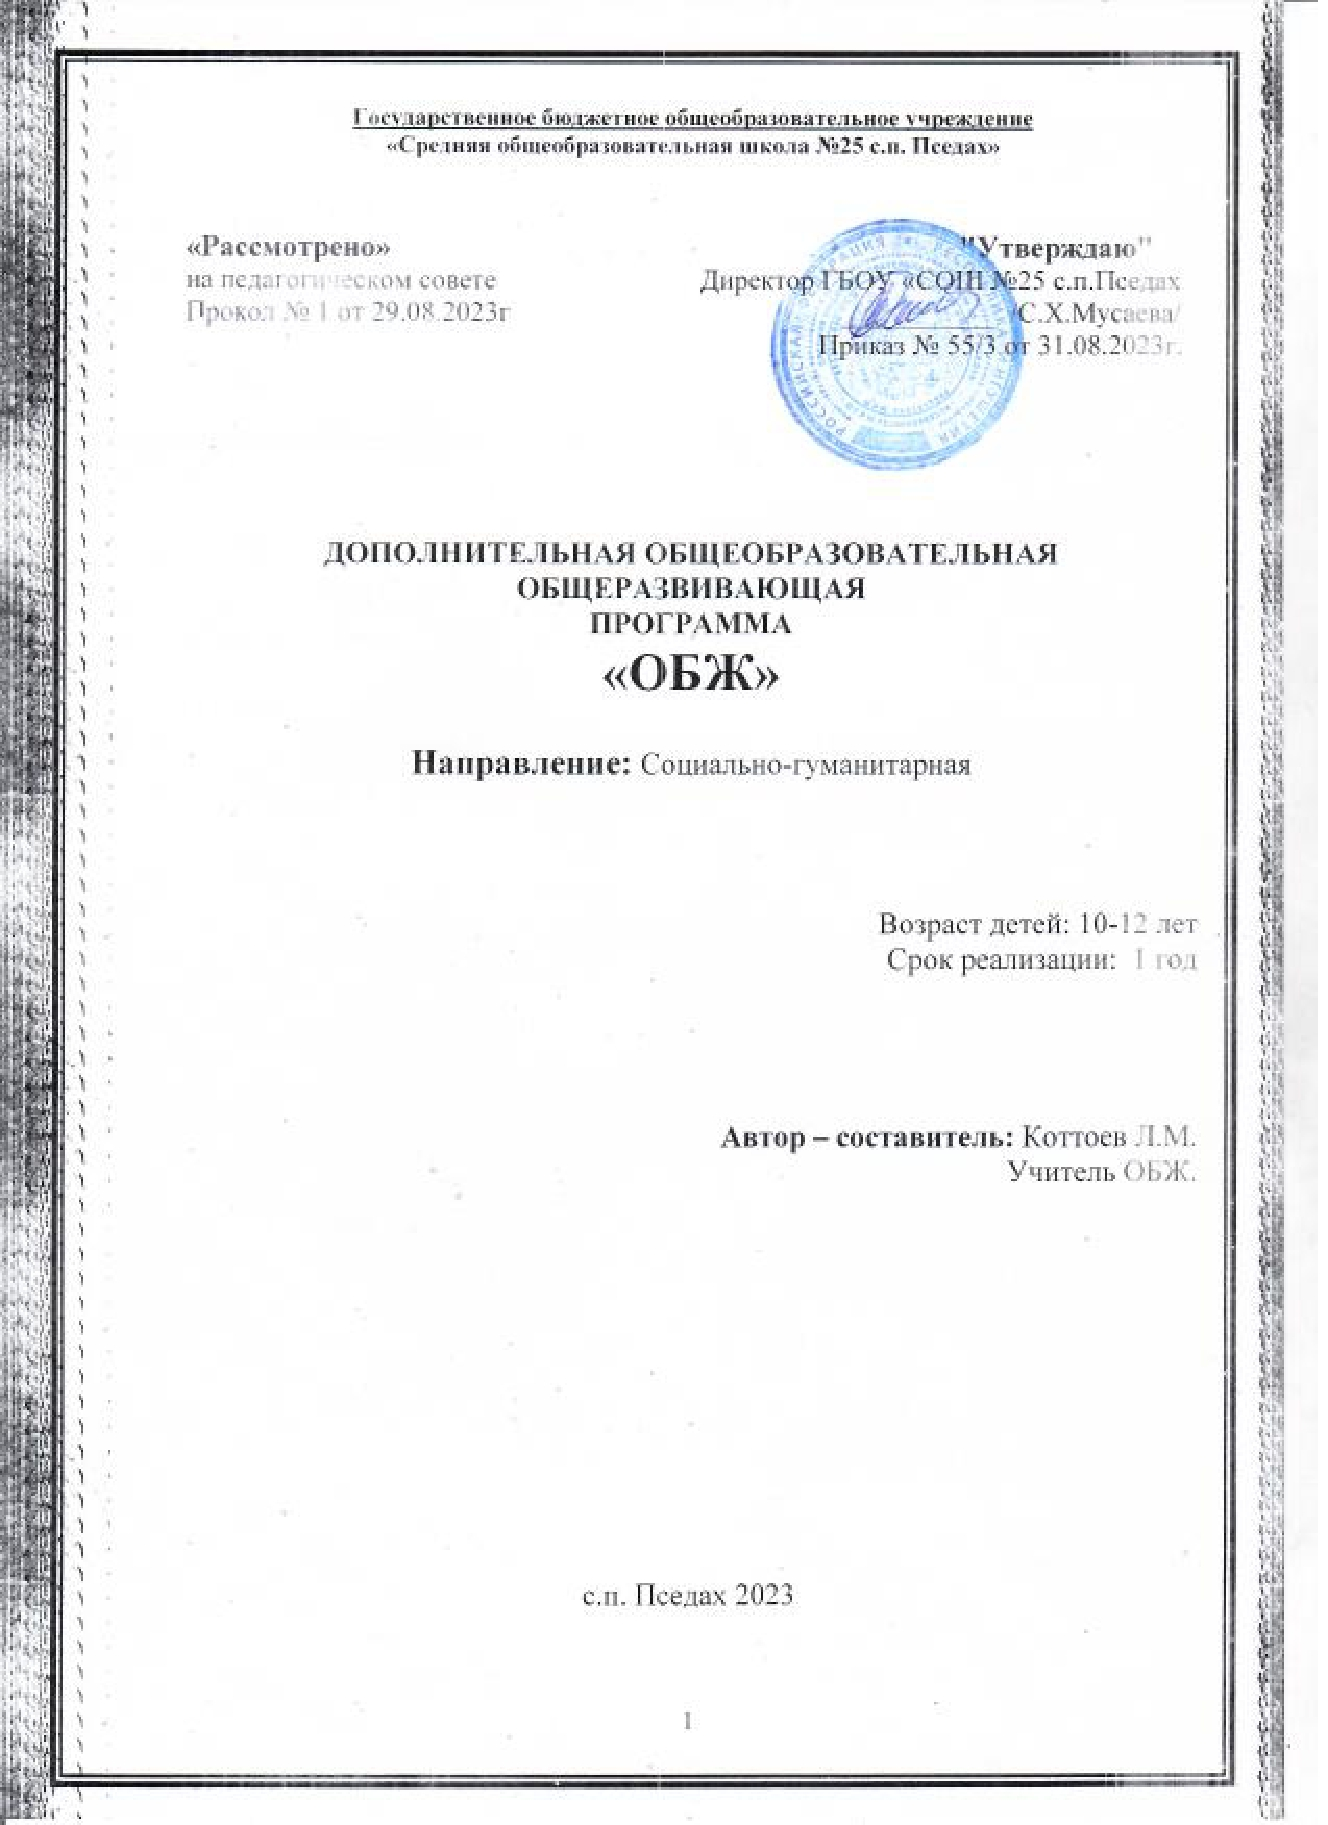 Государственное бюджетное общеобразовательное учреждение
«Средняя общеобразовательная школа №25 с.п. Пседах»
«Рассмотрено»
на педагогическом совете
Прокол № 1 от 29.08.2023г
"Утверждаю"
Директор ГБОУ «СОШ №25 с.п.Пседах
С.Х.Мусаева/
Приказ № 55/3 от 31.08.2023г.
ДОПОЛНИТЕЛЬНАЯ ОБЩЕОБРАЗОВАТЕЛЬНАЯ
ОБЩЕРАЗВИВАЮЩАЯ
ПРОГРАММА
«ОБЖ»
Направление: Социально-гуманитарная
Возраст детей: 10-12 лет
Срок реализации: 1 год
Автор – составитель: Коттоев Л.М.
Учитель ОБЖ.
с.п. Пседах 2023
1